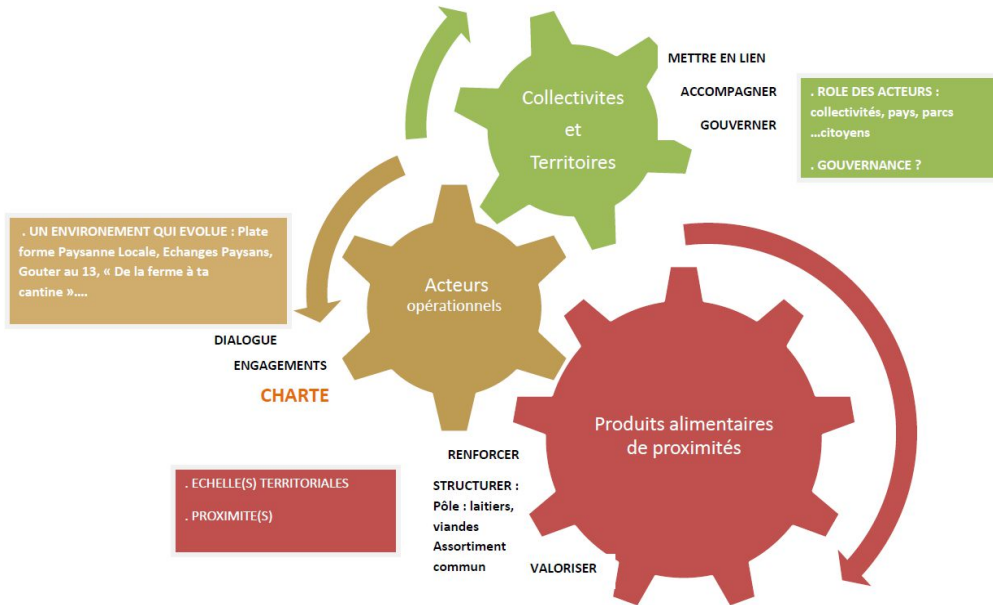 Collectivites
et
Territoires
METTRE EN LIEN
ACCOMPAGNER
GOUVERNER
. ROLE DES ACTEURS :
collectivités, pays, parcs
...citoyens
. GOUVERNANCE ?
. UN ENVIRONEMENT QUI EVOLUE : Plate
forme Paysanne Locale, Echanges Paysans,
Gouter au 13, « De la ferme à ta
cantine »....
Acteurs
opérationnels
DIALOGUE
ENGAGEMENTS
CHARTE
Produits alimentaires
de proximités
RENFORCER
STRUCTURER :
Pôle : laitiers,
viandes
Assortiment
commun
VALORISER
. ECHELLE(S) TERRITORIALES
. PROXIMITE(S)